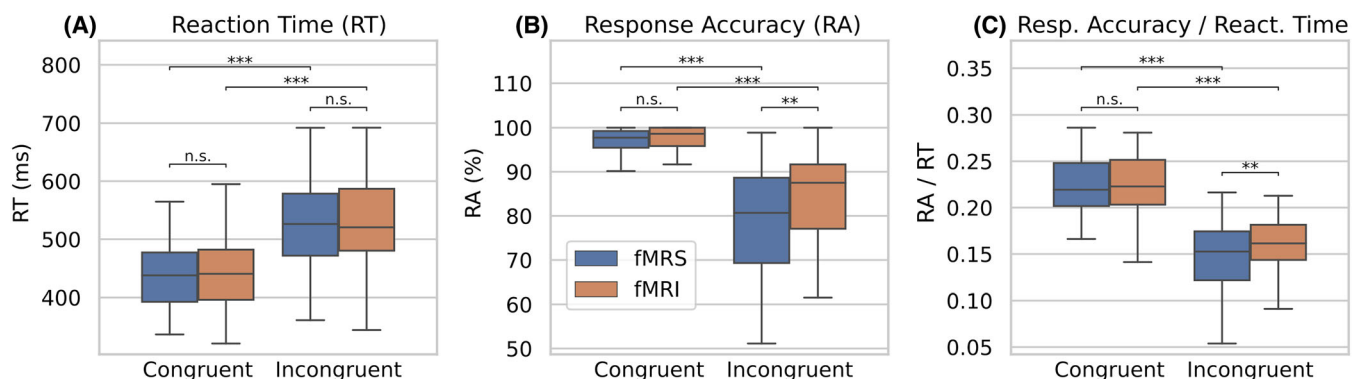 (A) Reaction Time (RT)
RT (ms)
800
700
600
500
400
***
***
n.s.
n.s.
Congruent Incongruent
(B) Response Accuracy (RA)
RA (%)
110
100
90
80
70
60
50
***
***
n.s.
**
fMRS
fMRI
Congruent Incongruent
(C) Resp. Accuracy / React. Time
RA / RT
0.35
0.30
0.25
0.20
0.15
0.10
0.05
***
***
n.s.
**
Congruent Incongruent